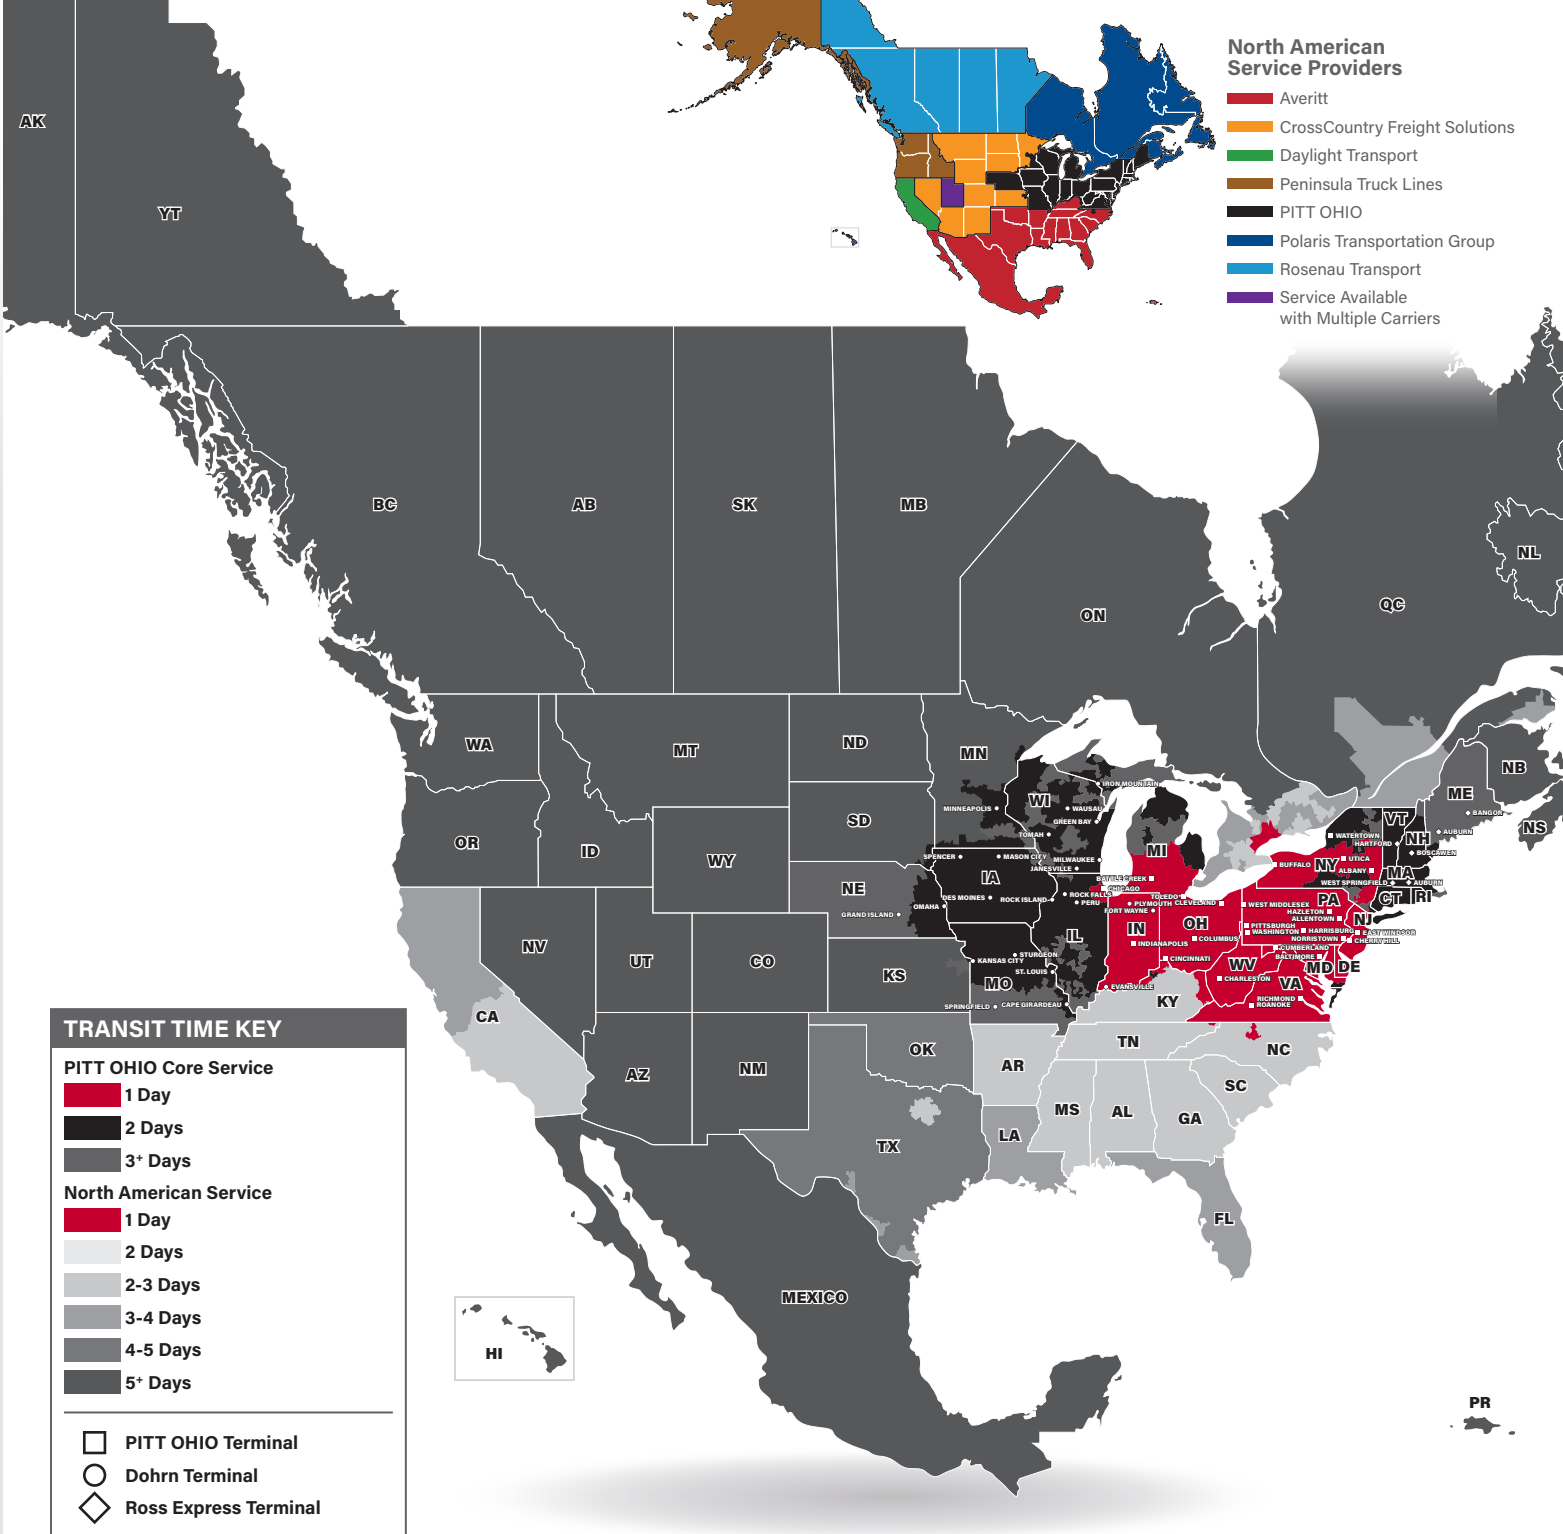 North American
Service Providers
Averitt
CrossCountry Freight Solutions
Daylight Transport
Peninsula Truck Lines
PITT OHIO
Polaris Transportation Group
Rosenau Transport
Service Available
with Multiple Carriers
AK
YT
BC
AB
SK
MB
ON
QC
NL
NB
NS
WA
MT
ND
MN
OR
ID
WY
SD
NE
NV
UT
CO
KS
CA
AZ
NM
OK
TX
AR
LA
MS
AL
GA
FL
TN
KY
NC
SC
WI
IA
IL
MO
MI
IN
OH
WV
VA
PA
NY
NJ
MD
DE
VT
NH
MA
CT
RI
ME
MEXICO
HI
PR
IRON MOUNTAIN
MINNEAPOLIS
WAUSAU
GREEN BAY
TOMAH
SPENCER
MASON CITY
MILWAUKEE
JANESVILLE
BATTLE CREEK
CHICAGO
DES MOINES
ROCK ISLAND
ROCK FALLS
PERU
OMAHA
GRAND ISLAND
TOLEDO
PLYMOUTH
CLEVELAND
FORT WAYNE
COLUMBUS
INDIANAPOLIS
CINCINNATI
EVANSVILLE
STURGEON
KANSAS CITY
ST. LOUIS
SPRINGFIELD
CAPE GIRARDEAU
CHARLESTON
RICHMOND
ROANOKE
WEST MIDDLESEX
HAZLETON
ALLENTOWN
PITTSBURGH
WASHINGTON
HARRISBURG
NORRISTOWN
EAST WINDSOR
CHERRY HILL
CUMBERLAND
BALTIMORE
BUFFALO
UTICA
ALBANY
WATERTOWN
HARTFORD
WEST SPRINGFIELD
AUBURN
BOSCAWEN
AUBURN
BANGOR
TRANSIT TIME KEY
PITT OHIO Core Service
1 Day
2 Days
3+ Days
North American Service
1 Day
2 Days
2-3 Days
3-4 Days
4-5 Days
5+ Days
PITT OHIO Terminal
Dohrn Terminal
Ross Express Terminal